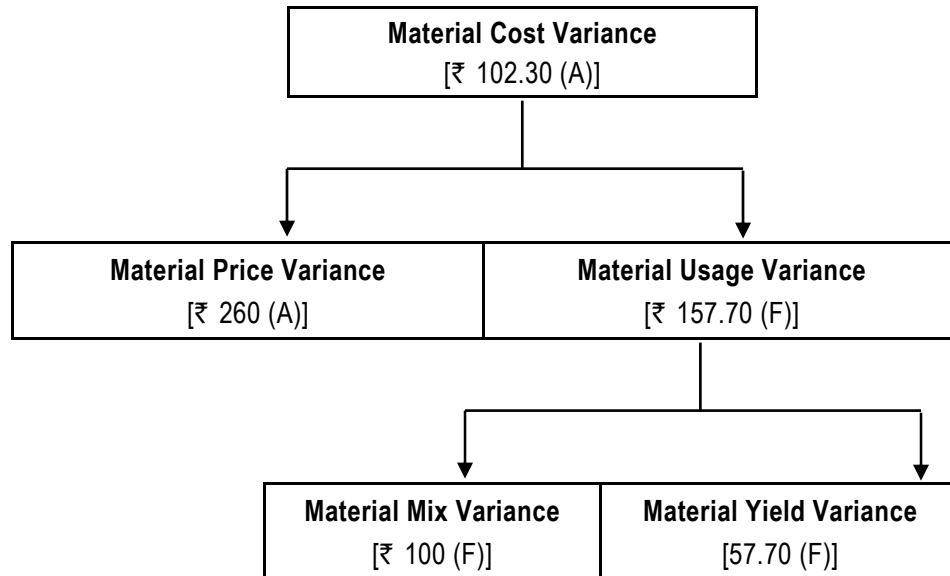 Material Cost Variance
[₹ 102.30 (A)]
Material Price Variance
[₹ 260 (A)]
Material Usage Variance
[₹ 157.70 (F)]
Material Mix Variance
[₹ 100 (F)]
Material Yield Variance
[57.70 (F)]